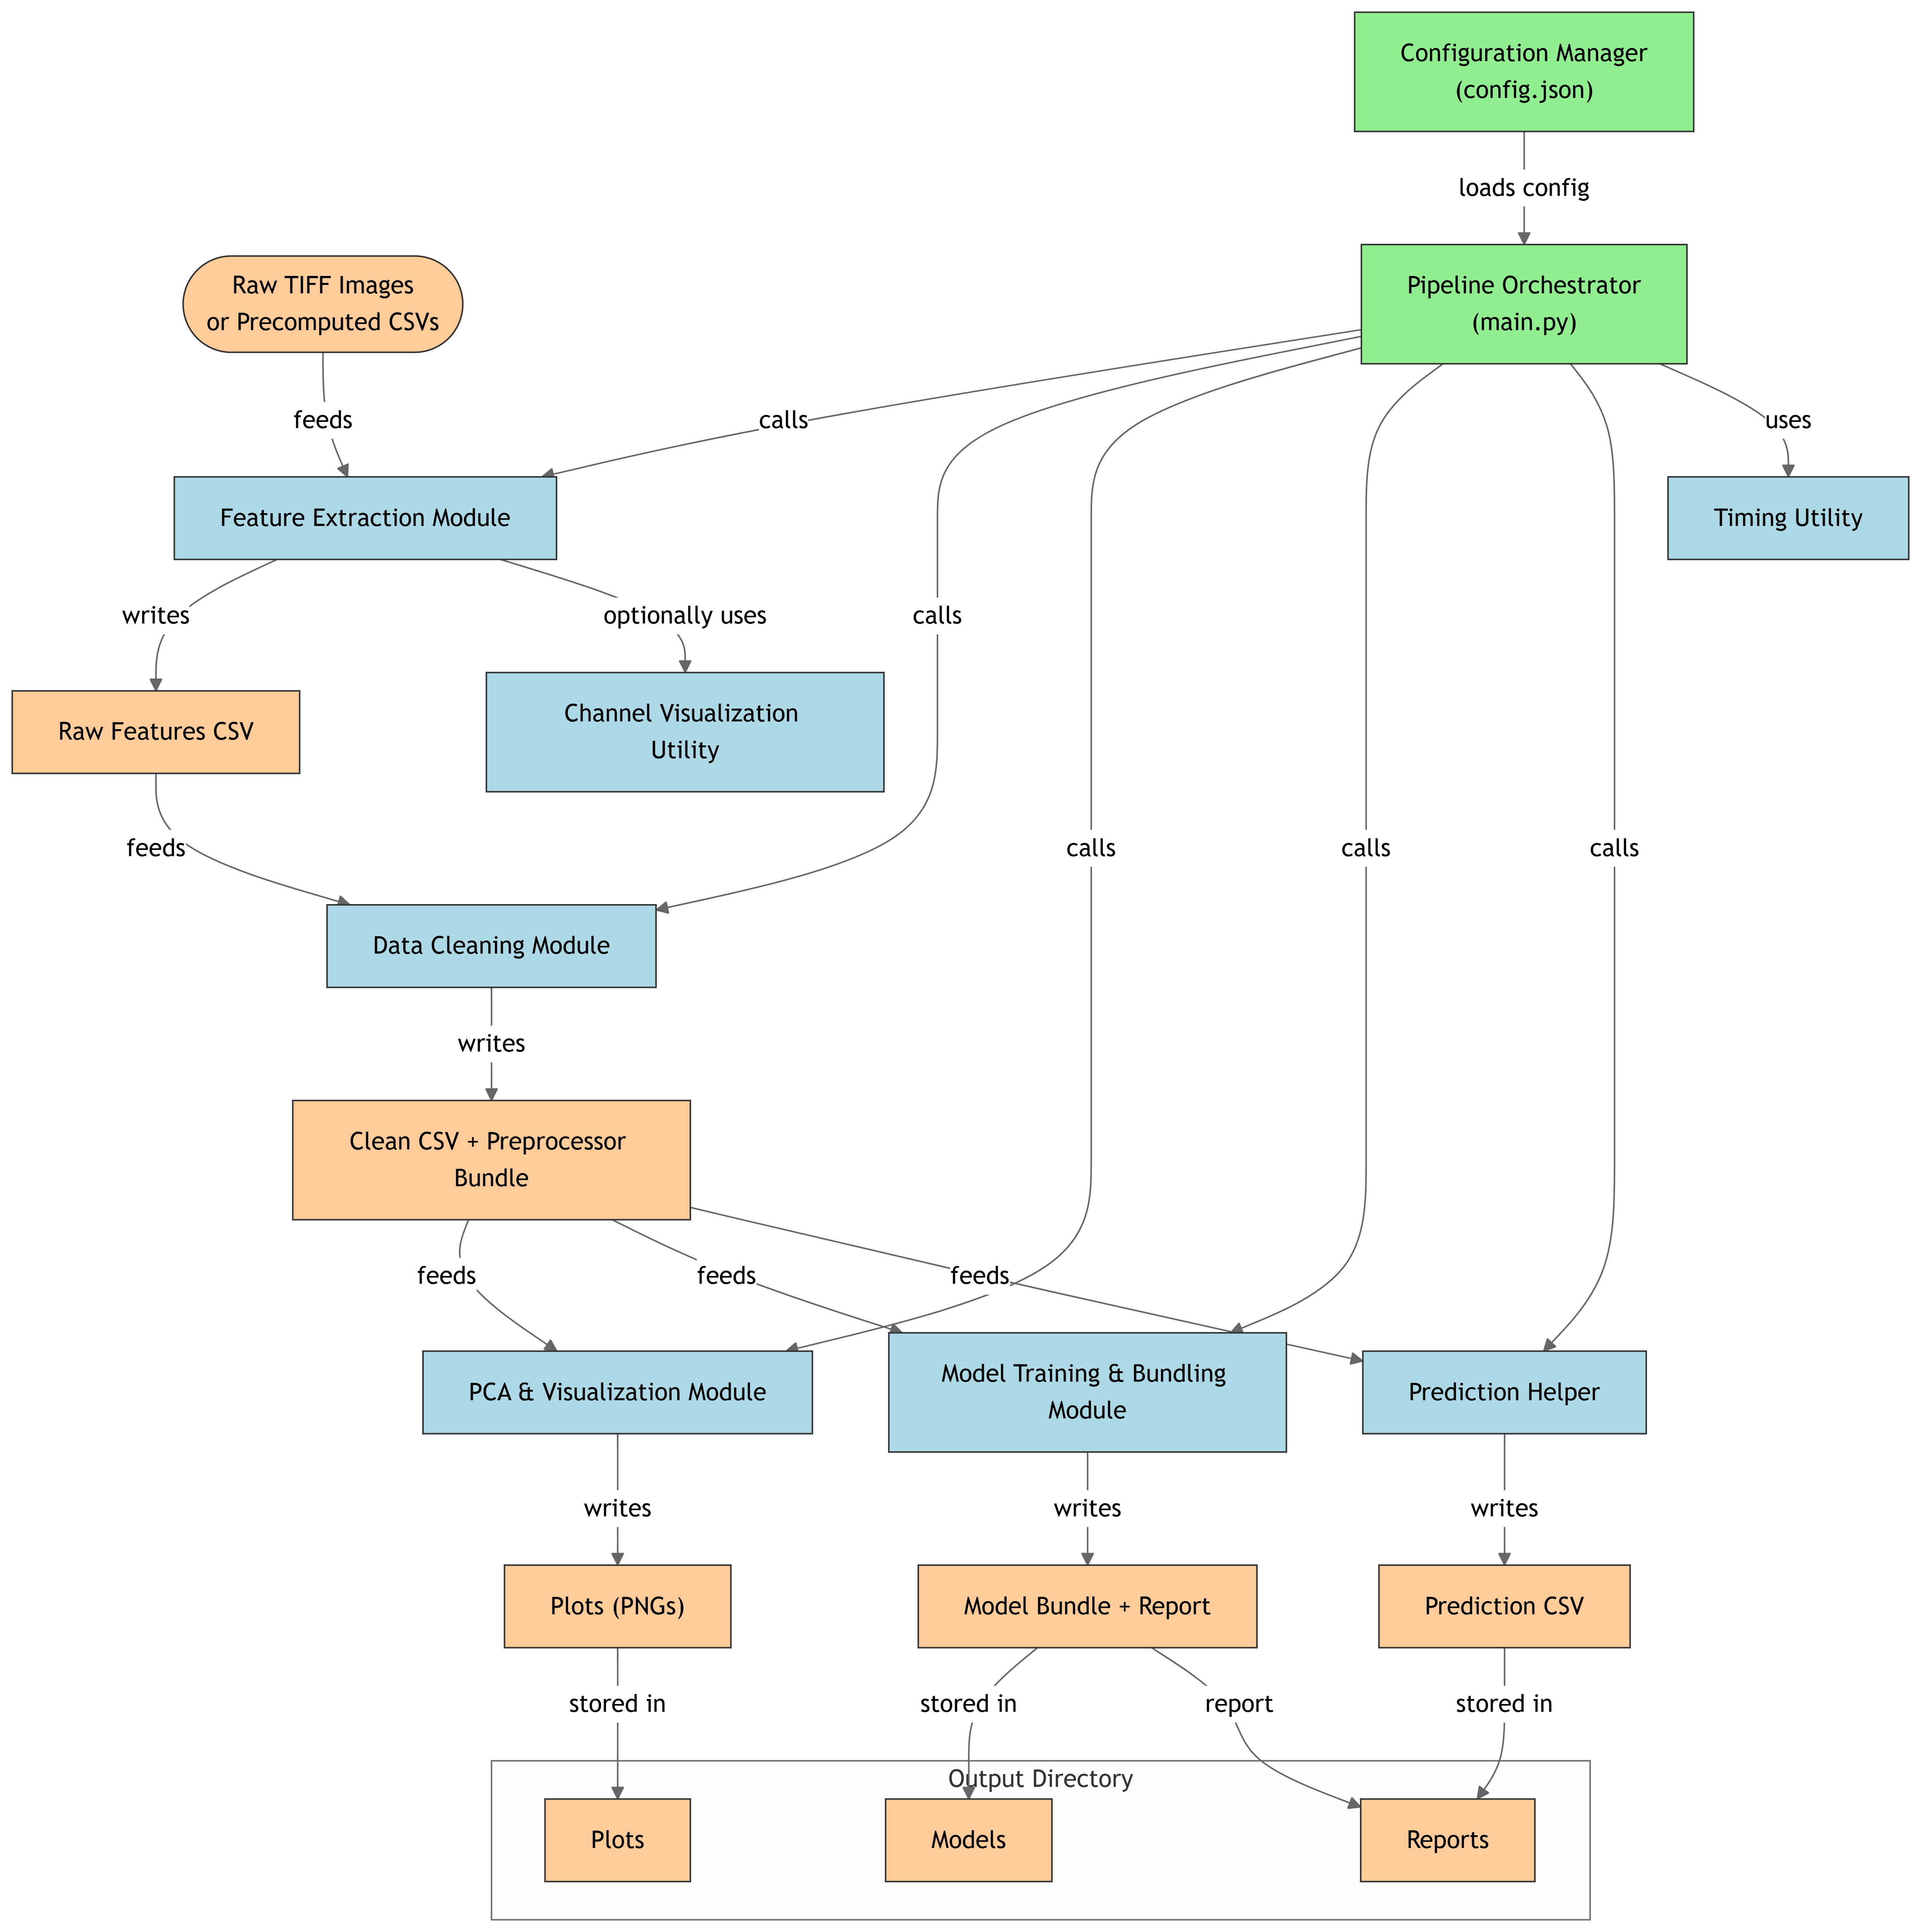 Configuration Manager
(config.json)
loads config
Raw TIFF Images
or Precomputed CSVs
Pipeline Orchestrator
(main.py)
feeds
calls
uses
Feature Extraction Module
Timing Utility
writes
optionally uses
calls
Raw Features CSV
Channel Visualization
Utility
feeds
calls
calls
calls
Data Cleaning Module
writes
Clean CSV + Preprocessor
Bundle
feeds
feeds
feeds
PCA & Visualization Module
Model Training & Bundling
Module
Prediction Helper
writes
writes
writes
Plots (PNGs)
Model Bundle + Report
Prediction CSV
stored in
stored in
report
stored in
Output Directory
Plots
Models
Reports